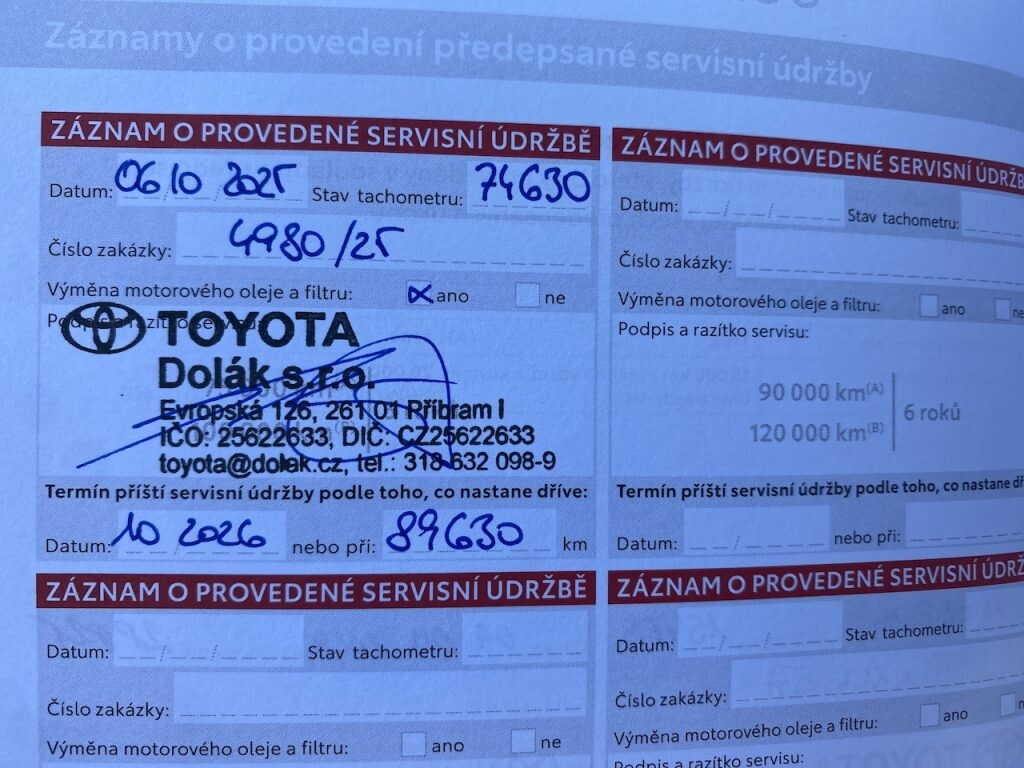 Záznamy o provedení předepsané servisní údržby
ZÁZNAM O PROVEDENÉ SERVISNÍ ÚDRŽBĚ
Datum: 06/10/2025 Stav tachometru: 74630
Číslo zakázky: 4980/25
Výměna motorového oleje a filtru: ano ne
Podpis a razítko servisu:
TOYOTA
Dolák s.r.o.
Evropská 126, 261 01 Příbram I
IČO: 25622633, DIČ: CZ25622633
toyota@dolak.cz, tel.: 318 632 098-9
Termín příští servisní údržby podle toho, co nastane dříve:
Datum: 10 2026 nebo při: 89630 km
ZÁZNAM O PROVEDENÉ SERVISNÍ ÚDRŽB
Datum: Stav tachometru:
Číslo zakázky:
Výměna motorového oleje a filtru: ano ne
Podpis a razítko servisu:
90 000 km(A)
120 000 km(B)
6 roků
Termín příští servisní údržby podle toho, co nastane dř
Datum: nebo při:
ZÁZNAM O PROVEDENÉ SERVISNÍ ÚDRŽBĚ
Datum: Stav tachometru:
Číslo zakázky:
Výměna motorového oleje a filtru: ano ne
ZÁZNAM O PROVEDENÉ SERVISNÍ ÚDRŽ
Datum: Stav tachometru:
Číslo zakázky:
Výměna motorového oleje a filtru: ano
Podpis a razítko servisu: